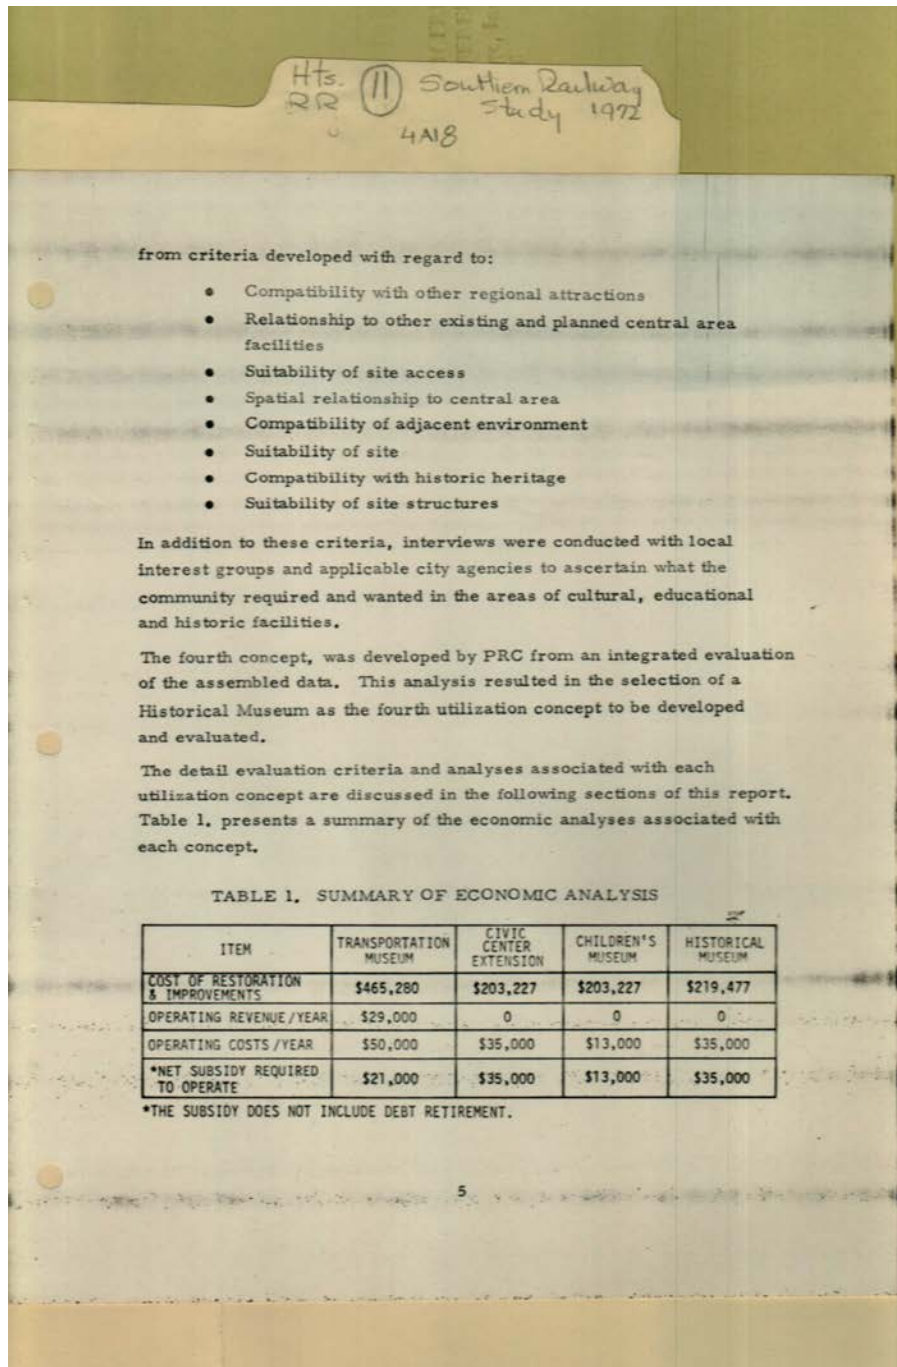 Hts. RR 11 Southern Railway
Study 1972
4A18
from criteria developed with regard to:
• Compatibility with other regional attractions
• Relationship to other existing and planned central area
facilities
• Suitability of site access
• Spatial relationship to central area
• Compatibility of adjacent environment
• Suitability of site
• Compatibility with historic heritage
• Suitability of site structures
In addition to these criteria, interviews were conducted with local
interest groups and applicable city agencies to ascertain what the
community required and wanted in the areas of cultural, educational
and historic facilities.
The fourth concept, was developed by PRC from an integrated evaluation
of the assembled data. This analysis resulted in the selection of a
Historical Museum as the fourth utilization concept to be developed
and evaluated.
The detail evaluation criteria and analyses associated with each
utilization concept are discussed in the following sections of this report.
Table 1. presents a summary of the economic analyses associated with
each concept.
TABLE 1. SUMMARY OF ECONOMIC ANALYSIS
ITEM TRANSPORTATION MUSEUM CIVIC CENTER EXTENSION CHILDREN'S MUSEUM HISTORICAL MUSEUM
COST OF RESTORATION & IMPROVEMENTS $465,280 $203,227 $203,227 $219,477
OPERATING REVENUE/YEAR $29,000 0 0 0
OPERATING COSTS/YEAR $50,000 $35,000 $13,000 $35,000
*NET SUBSIDY REQUIRED TO OPERATE $21,000 $35,000 $13,000 $35,000
*THE SUBSIDY DOES NOT INCLUDE DEBT RETIREMENT.
5